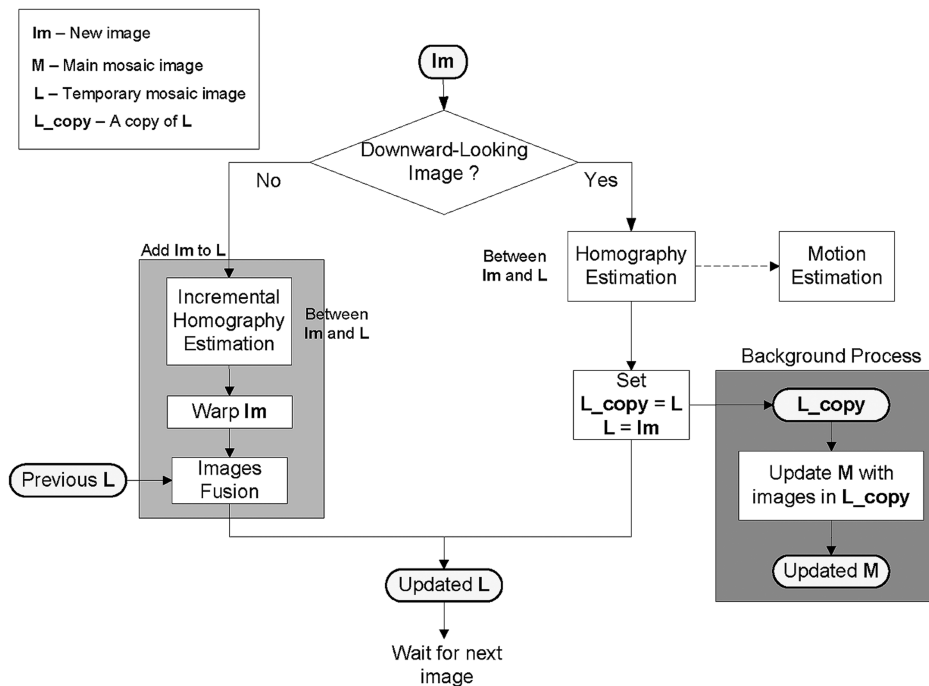 Im – New image
M – Main mosaic image
L – Temporary mosaic image
L_copy – A copy of L
Im
Downward-Looking
Image ?
No
Yes
Add Im to L
Incremental
Homography
Estimation
Between
Im and L
Warp Im
Previous L
Images
Fusion
Between
Im and L
Homography
Estimation
Motion
Estimation
Set
L_copy = L
L = Im
Background Process
L_copy
Update M with
images in L_copy
Updated M
Updated L
Wait for next
image